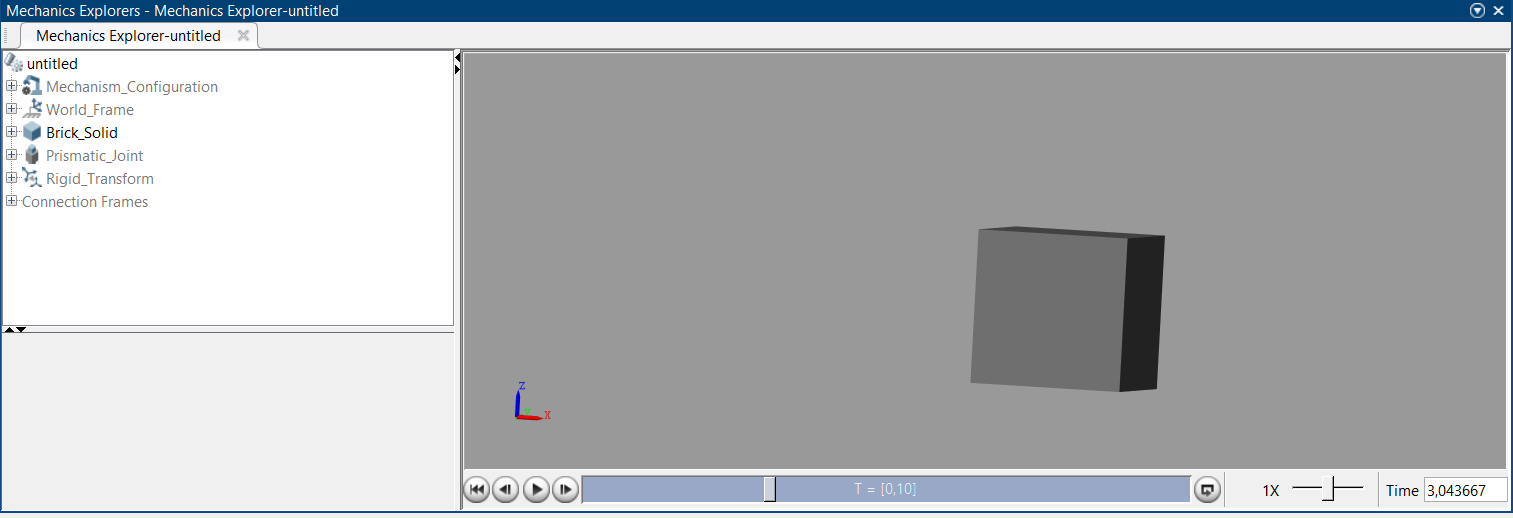 Mechanics Explorers - Mechanics Explorer-untitled
Mechanics Explorer-untitled
untitled
Mechanism_Configuration
World_Frame
Brick_Solid
Prismatic_Joint
Rigid_Transform
Connection Frames
Z
Y
X
T = [0,10]
1X
Time
3,043667